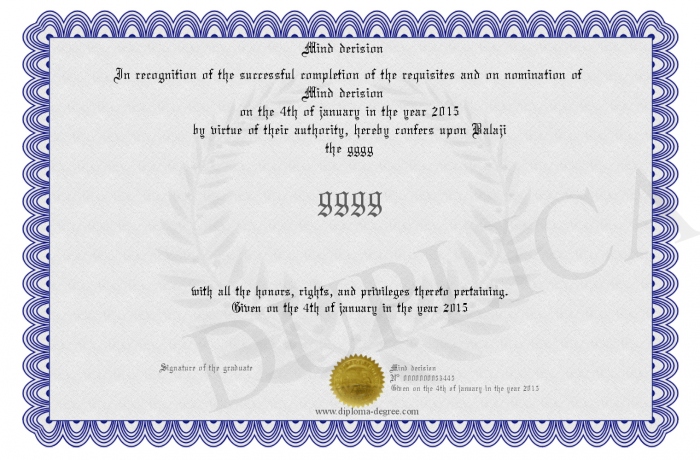 Mind derision
In recognition of the successful completion of the requisites and on nomination of
Mind derision
on the 4th of january in the year 2015
by virtue of their authority, hereby confers upon Balaji
the gggg
gggg
with all the honors, rights, and privileges thereto pertaining.
Given on the 4th of january in the year 2015
DUPLICA
Signature of the graduate
Mind derision
Given on the 4th of january in the year 2015
www.diploma-degree.com